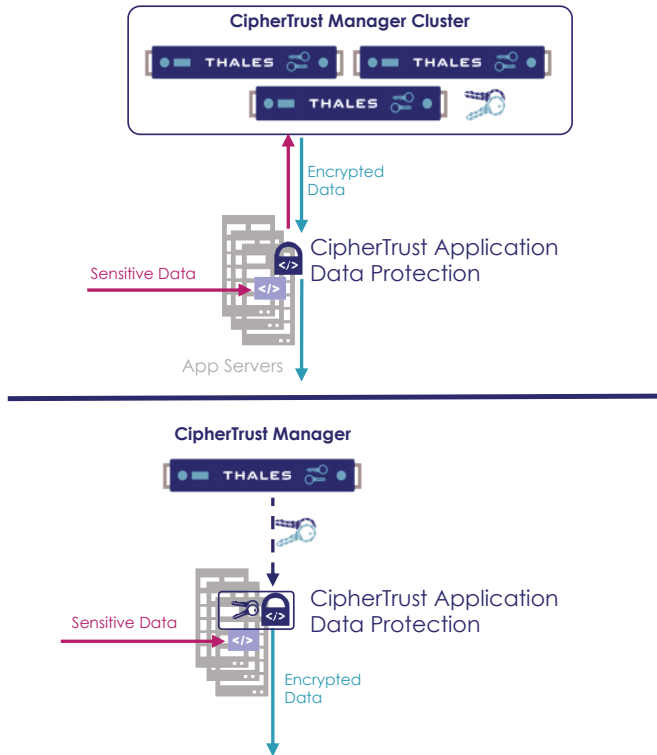 CipherTrust Manager Cluster
THALES
THALES
THALES
Encrypted
Data
CipherTrust Application
Data Protection
</>
Sensitive Data
</>
App Servers
CipherTrust Manager
THALES
CipherTrust Application
Data Protection
</>
Sensitive Data
</>
Encrypted
Data